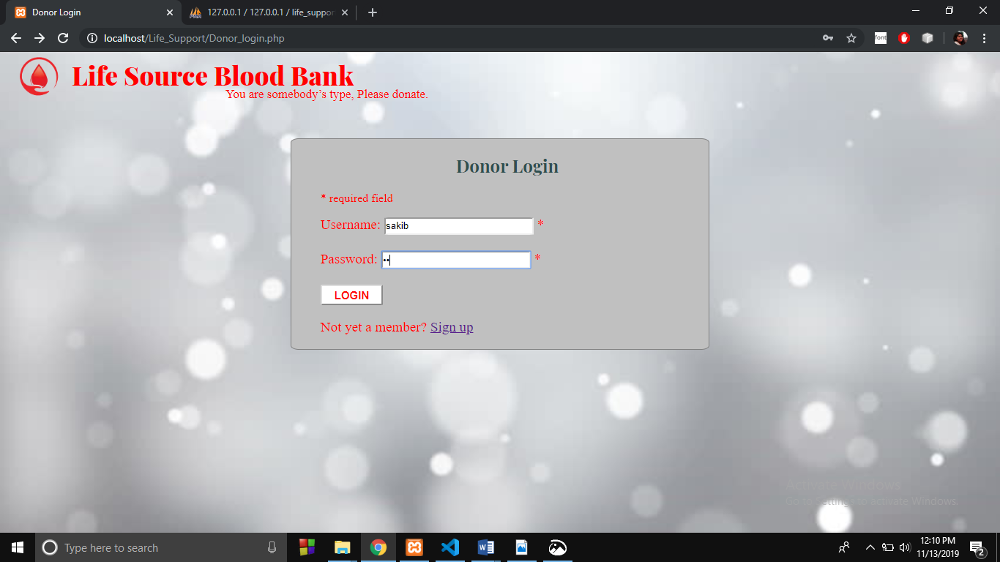 Donor Login
127.0.0.1 / 127.0.0.1 / life_suppor
localhost/Life_Support/Donor_login.php
font
Life Source Blood Bank
You are somebody’s type, Please donate.
Donor Login
* required field
Username: sakib *
Password: •• *
LOGIN
Not yet a member? Sign up
Activate Windows
Go to Settings to activate Windows.
Type here to search
12:10 PM
11/13/2019
2